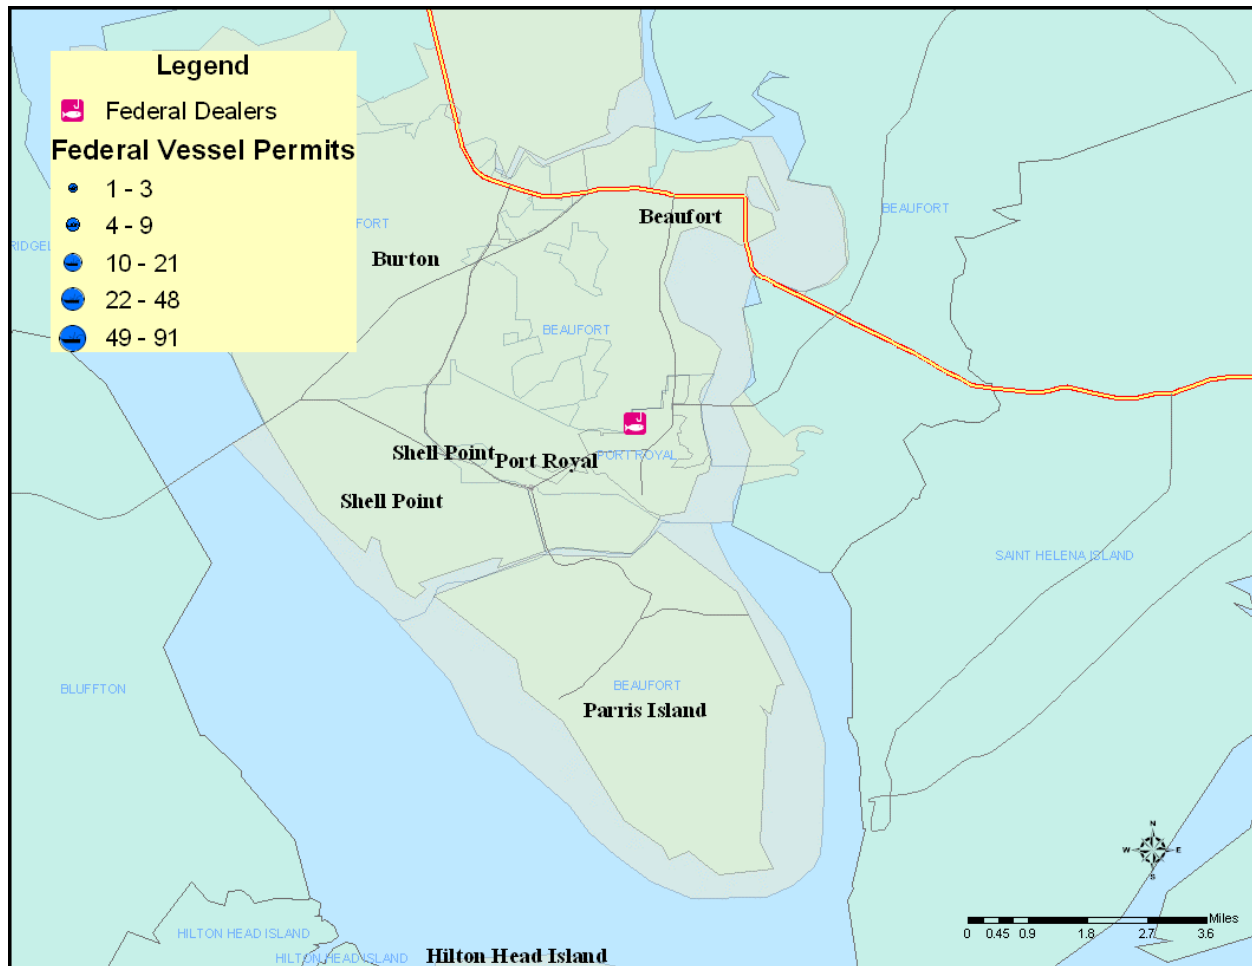 Legend
Federal Dealers
Federal Vessel Permits
1 - 3
4 - 9
10 - 21
22 - 48
49 - 91
Beaufort
BEAUFORT
FORT
RIDGEL
Burton
BEAUFORT
Shell Point
Port Royal
PORT ROYAL
Shell Point
SAINT HELENA ISLAND
BLUFFTON
BEAUFORT
Parris Island
N
W E
S
Miles
0 0.45 0.9 1.8 2.7 3.6
HILTON HEAD ISLAND
HILTON HEAD ISLAND
Hilton Head Island